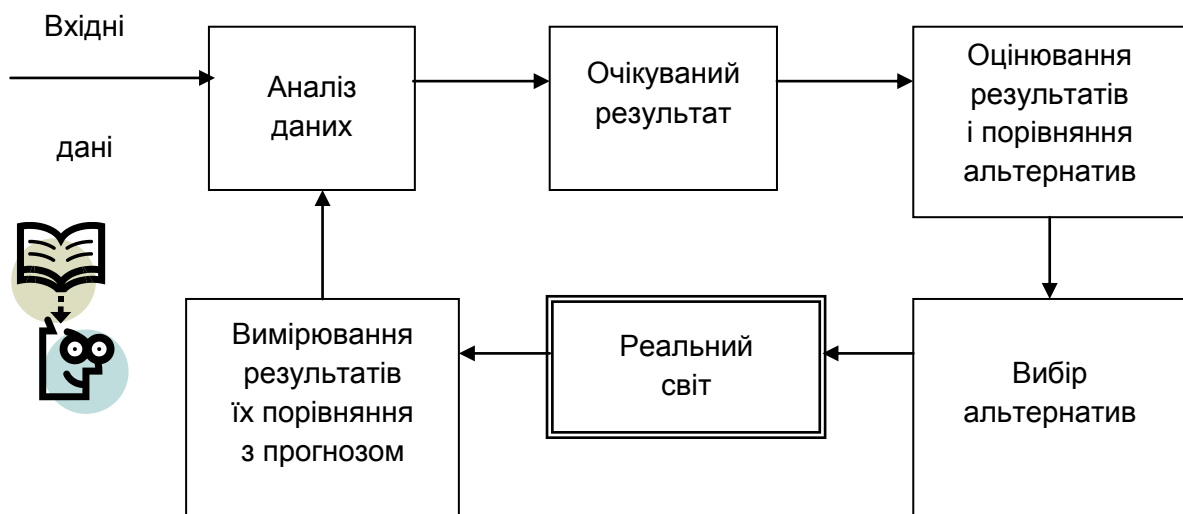 Вхідні
дані
Аналіз
даних
Очікуваний
результат
Оцінювання
результатів
і порівняння
альтернатив
Вимірювання
результатів
їх порівняння
з прогнозом
Реальний
світ
Вибір
альтернатив